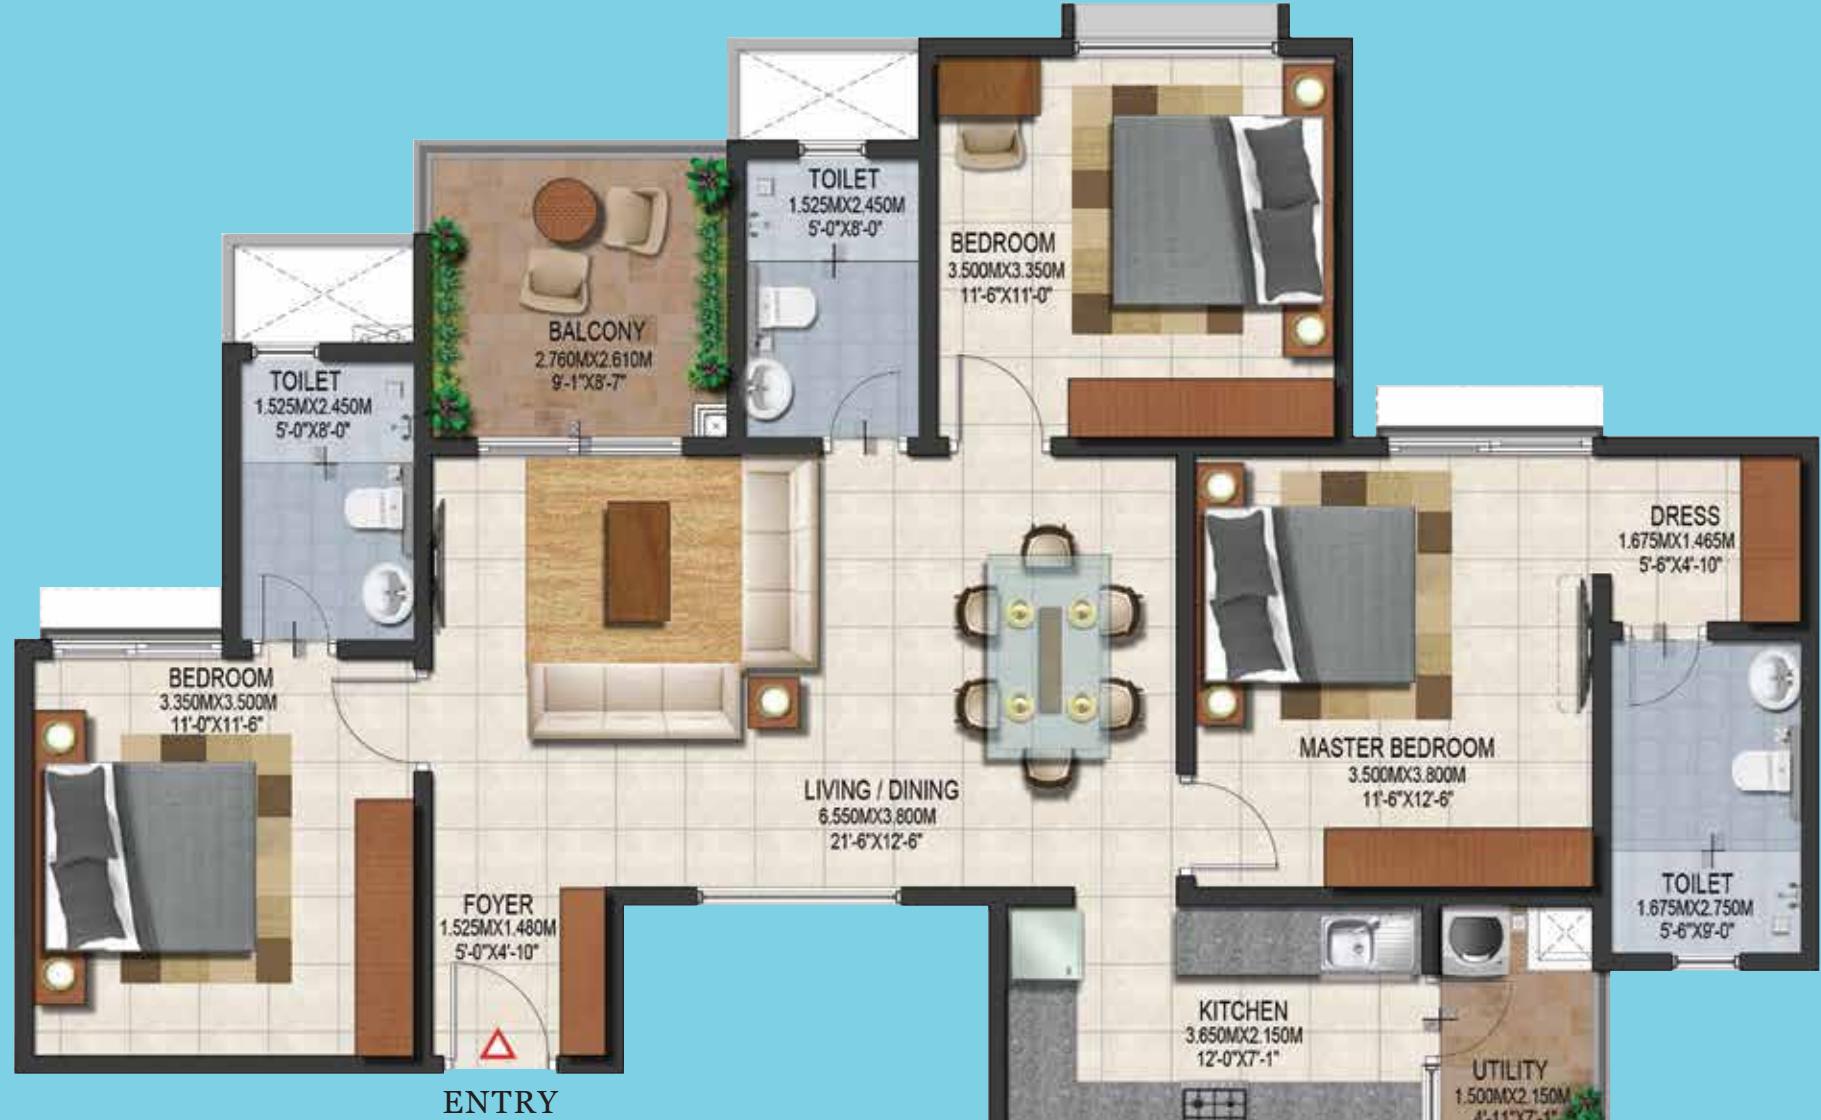 TOILET
1.525MX2.450M
5'-0"X8'-0"
BEDROOM
3.500MX3.350M
11'-6"X11'-0"
BALCONY
2.760MX2.610M
9'-1"X8'-7"
TOILET
1.525MX2.450M
5'-0"X8'-0"
DRESS
1.675MX1.465M
5'-6"X4'-10"
BEDROOM
3.350MX3.500M
11'-0"X11'-6"
MASTER BEDROOM
3.500MX3.800M
11'-6"X12'-6"
LIVING / DINING
6.550MX3.800M
21'-6"X12'-6"
FOYER
1.525MX1.480M
5'-0"X4'-10"
TOILET
1.675MX2.750M
5'-6"X9'-0"
KITCHEN
3.650MX2.150M
12'-0"X7'-1"
UTILITY
1.500MX2.150M
4'-11"X7'-1"
ENTRY